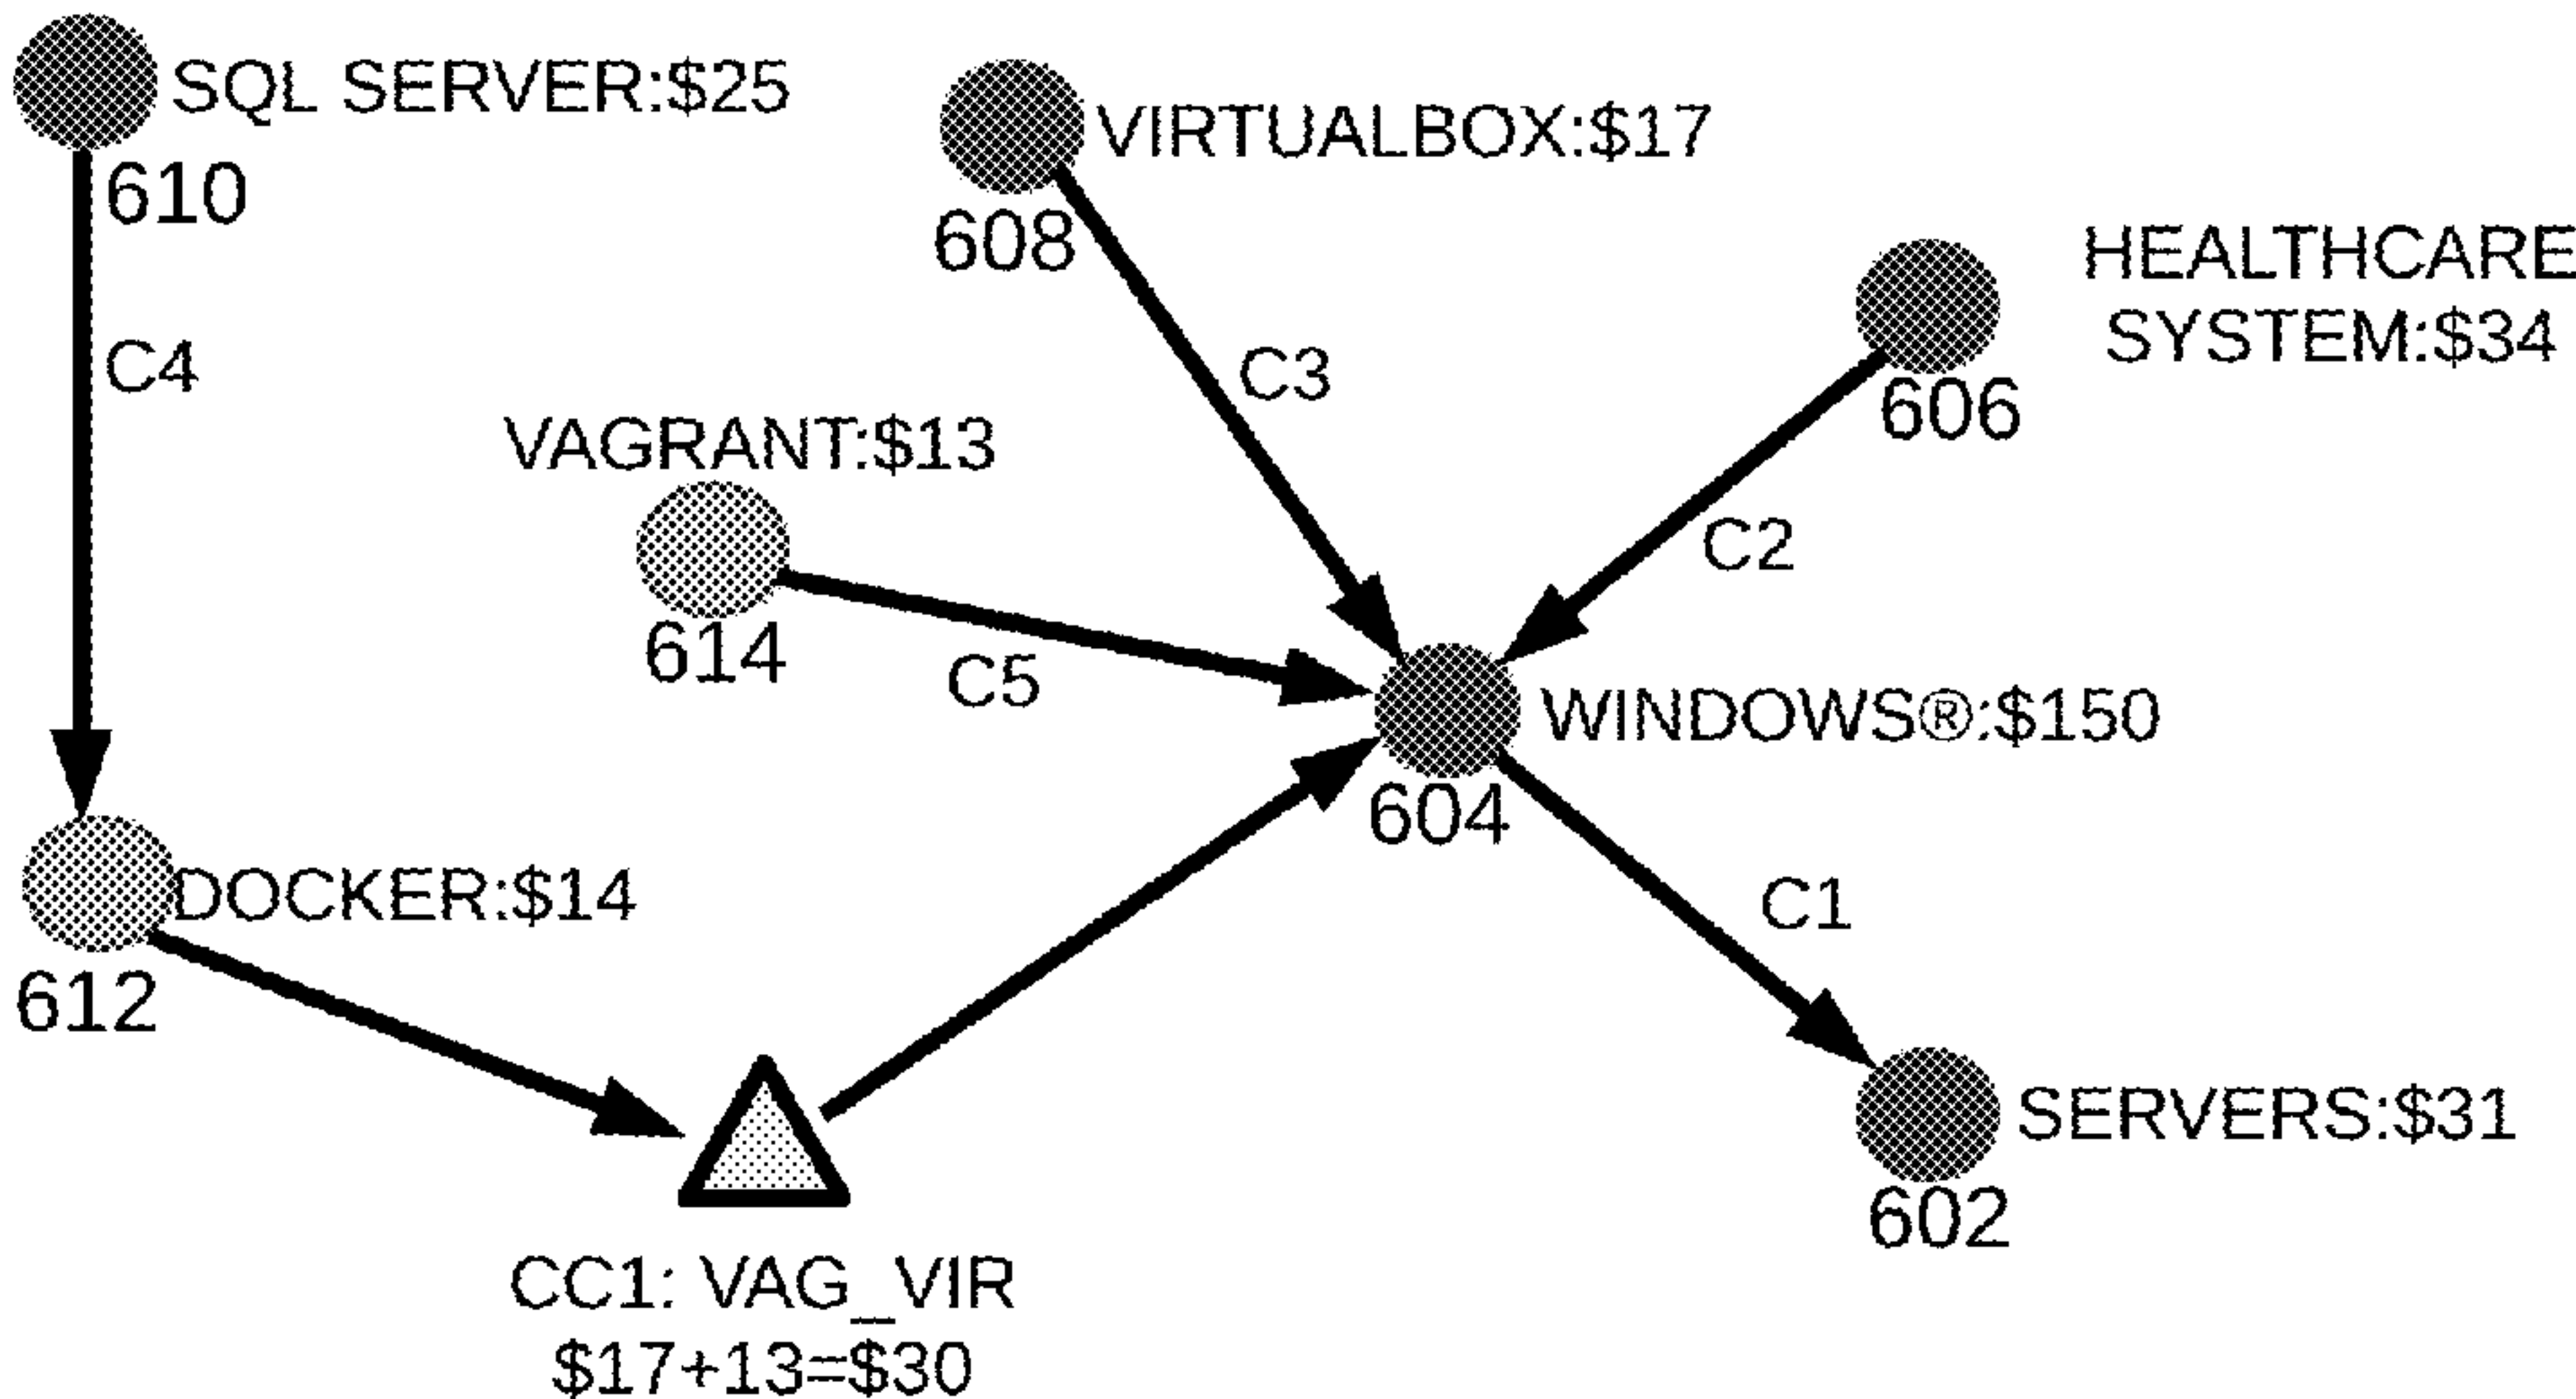 SQL SERVER:$25
610
VIRTUALBOX:$17
608
HEALTHCARE
SYSTEM:$34
606
C4
C3
C2
VAGRANT:$13
614
C5
WINDOWS®:$150
604
DOCKER:$14
612
C1
SERVERS:$31
602
CC1: VAG_VIR
$17+13=$30